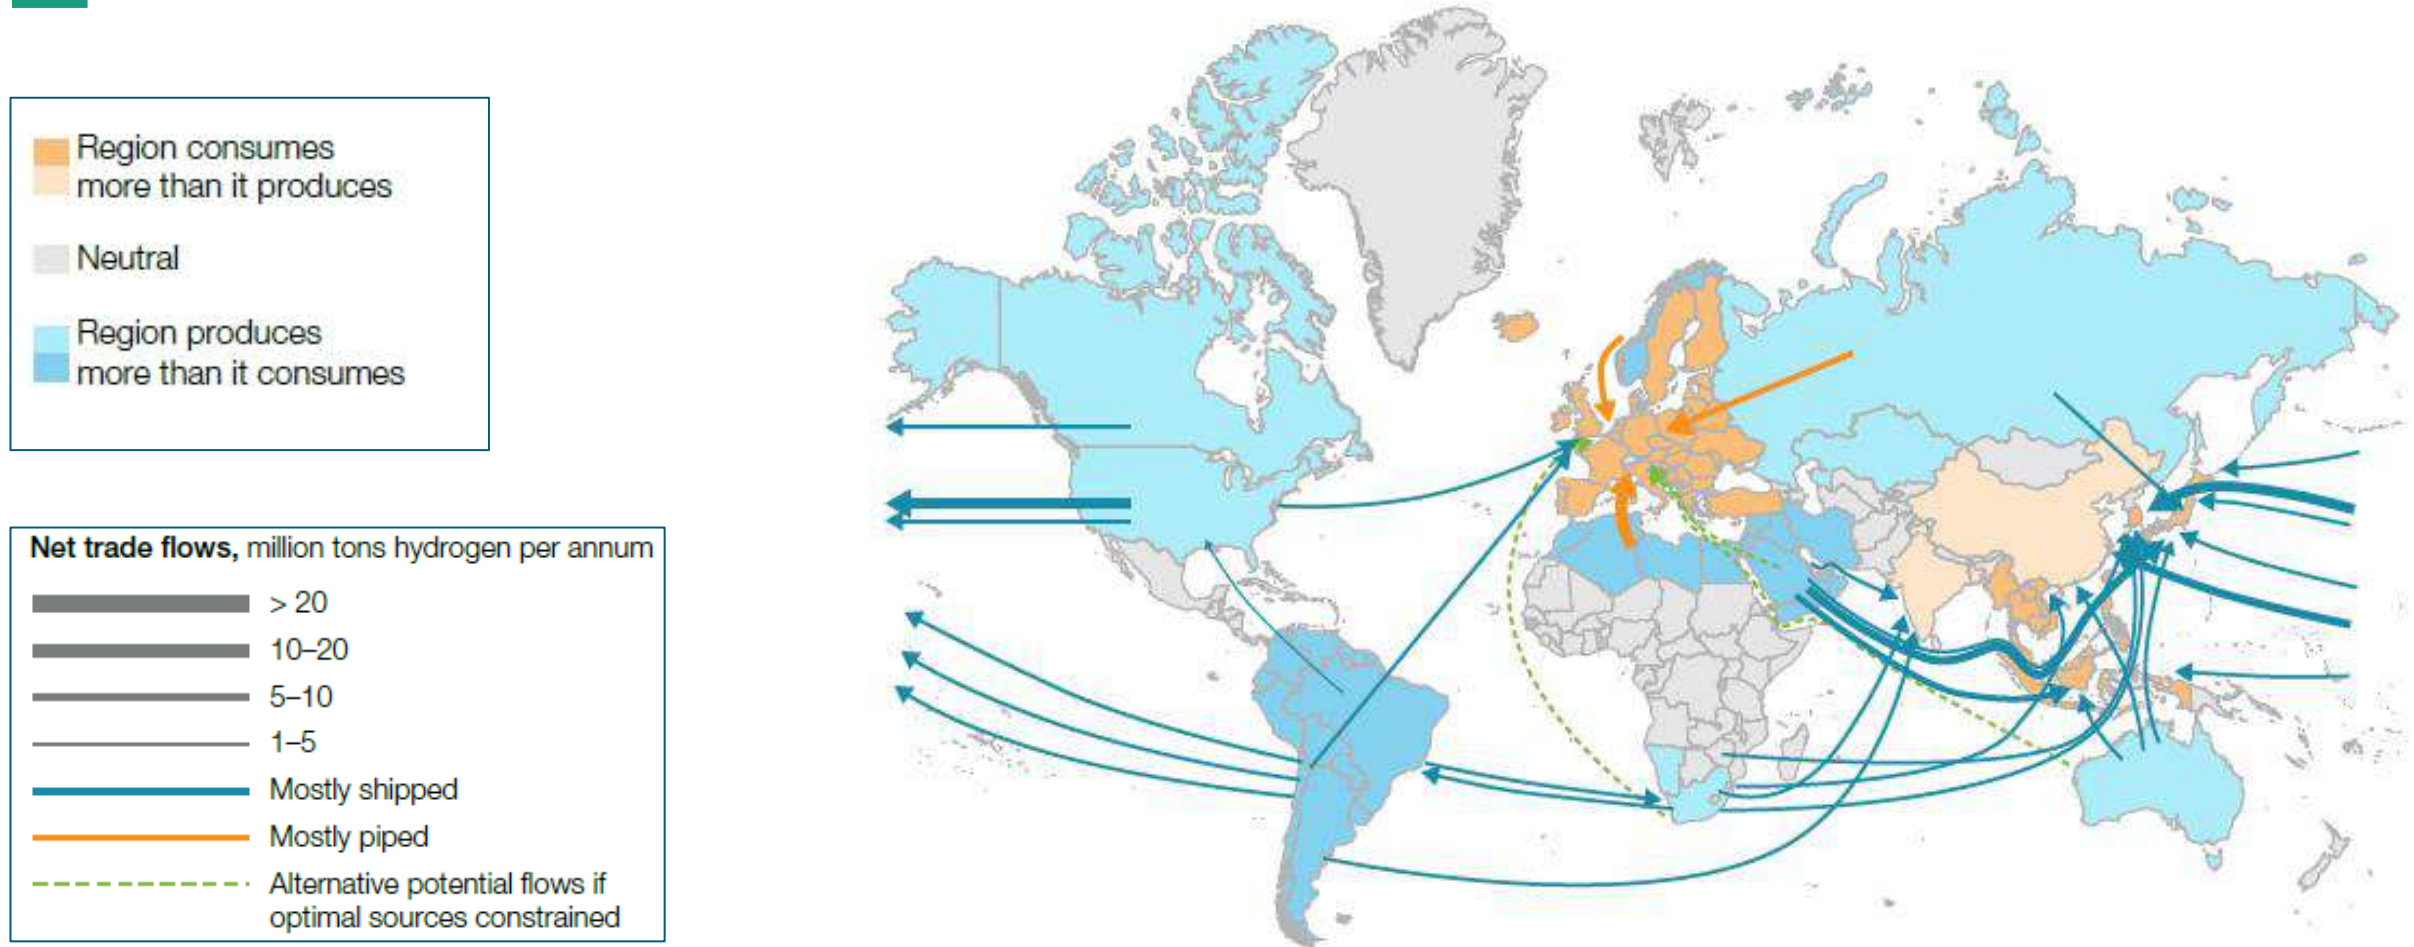 Region consumes
more than it produces
Neutral
Region produces
more than it consumes
Net trade flows, million tons hydrogen per annum
> 20
10–20
5–10
1–5
Mostly shipped
Mostly piped
Alternative potential flows if
optimal sources constrained